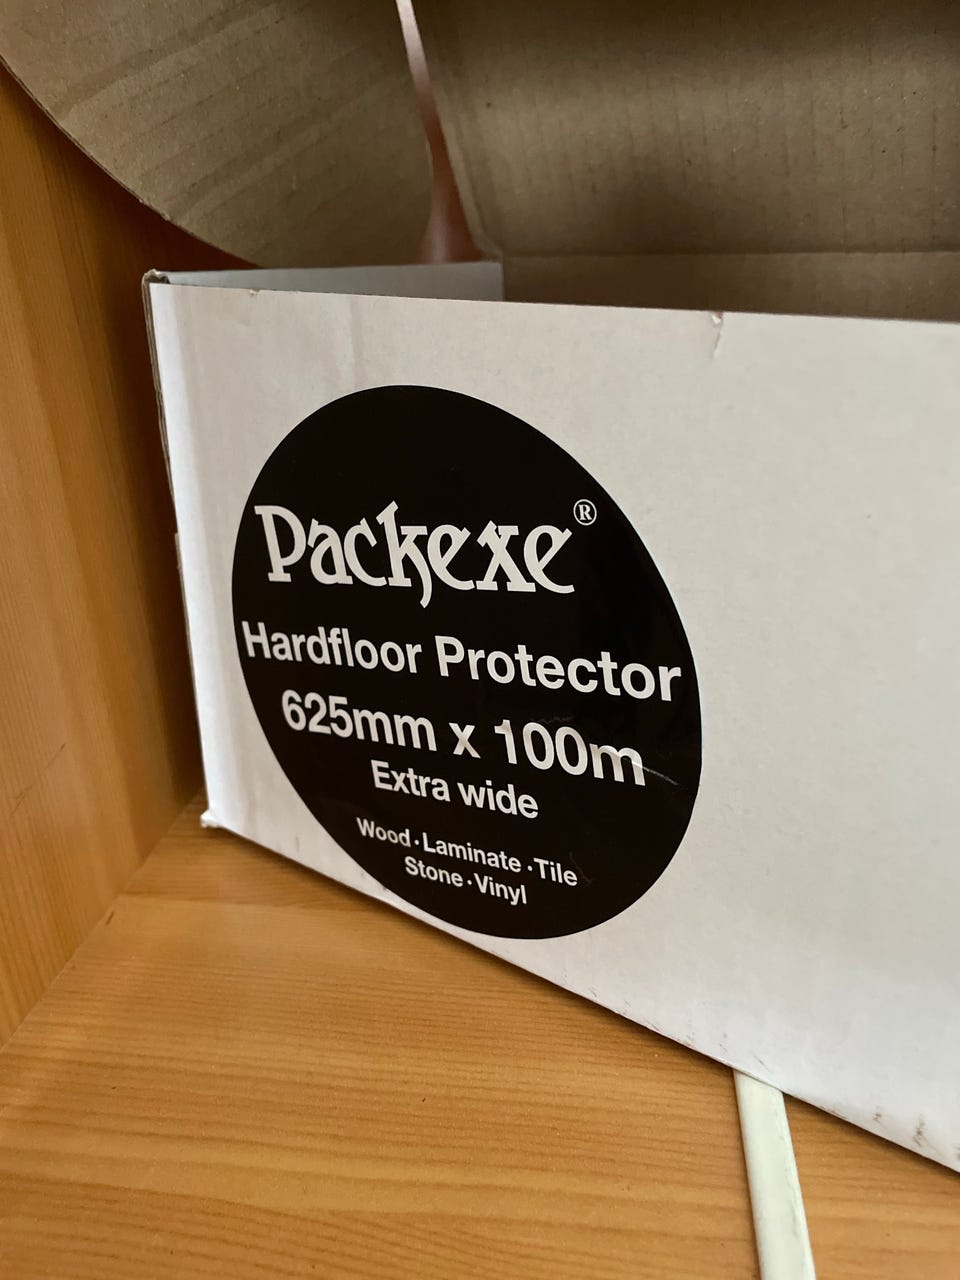 Packexe®
Hardfloor Protector
625mm x 100m
Extra wide
Wood · Laminate · Tile
Stone · Vinyl